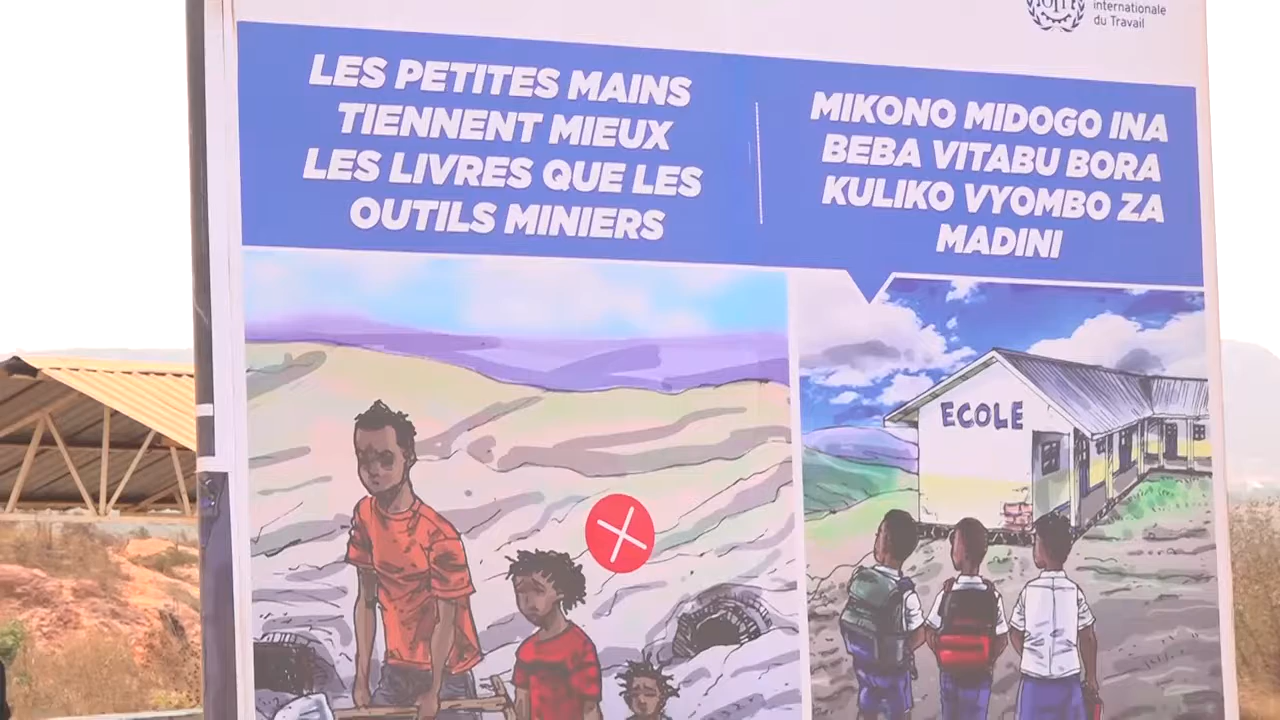 internationale
du Travail
LES PETITES MAINS
TIENNENT MIEUX
LES LIVRES QUE LES
OUTILS MINIERS
MIKONO MIDOGO INA
BEBA VITABU BORA
KULIKO VYOMBO ZA
MADINI
ECOLE